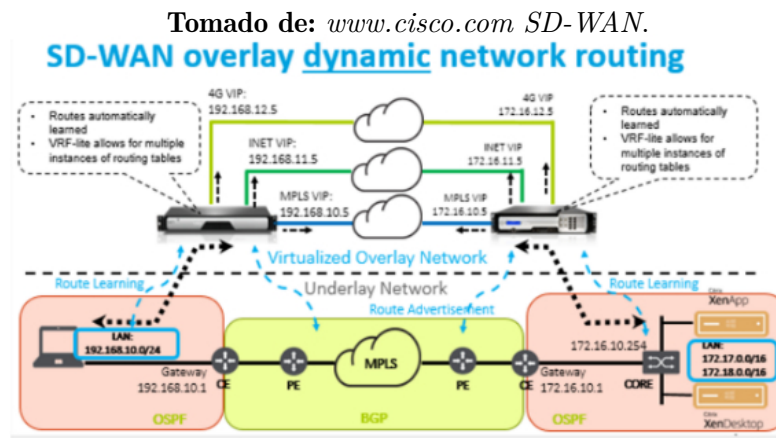 Tomado de: www.cisco.com SD-WAN.
SD-WAN overlay dynamic network routing
4G VIP:
192.168.12.5
4G VIP
172.16.12.5
• Routes automatically
learned
• VRF-lite allows for multiple
instances of routing tables
INET VIP:
192.168.11.5
INET VIP
172.16.11.5
• Routes automatically
learned
• VRF-lite allows for
multiple instances of
routing tables
MPLS VIP:
192.168.10.5
MPLS VIP
172.16.10.5
Virtualized Overlay Network
Route Learning
Underlay Network
Route Learning
Route Advertisement
Citrix
XenApp
LAN:
192.168.10.0/24
172.16.10.254
LAN:
172.17.0.0/16
172.18.0.0/16
MPLS
Gateway
192.168.10.1
CE
PE
PE
CE
Gateway
172.16.10.1
CORE
OSPF
BGP
OSPF
Citrix
XenDesktop